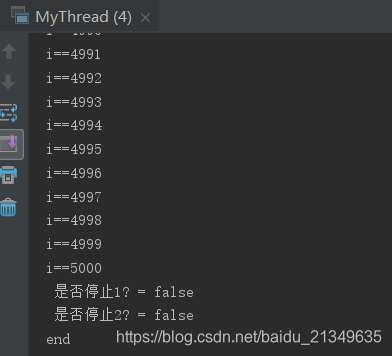 MyThread (4)
i==4990
i==4991
i==4992
i==4993
i==4994
i==4995
i==4996
i==4997
i==4998
i==4999
i==5000
是否停止1? = false
是否停止2? = false
end
https://blog.csdn.net/baidu_21349635